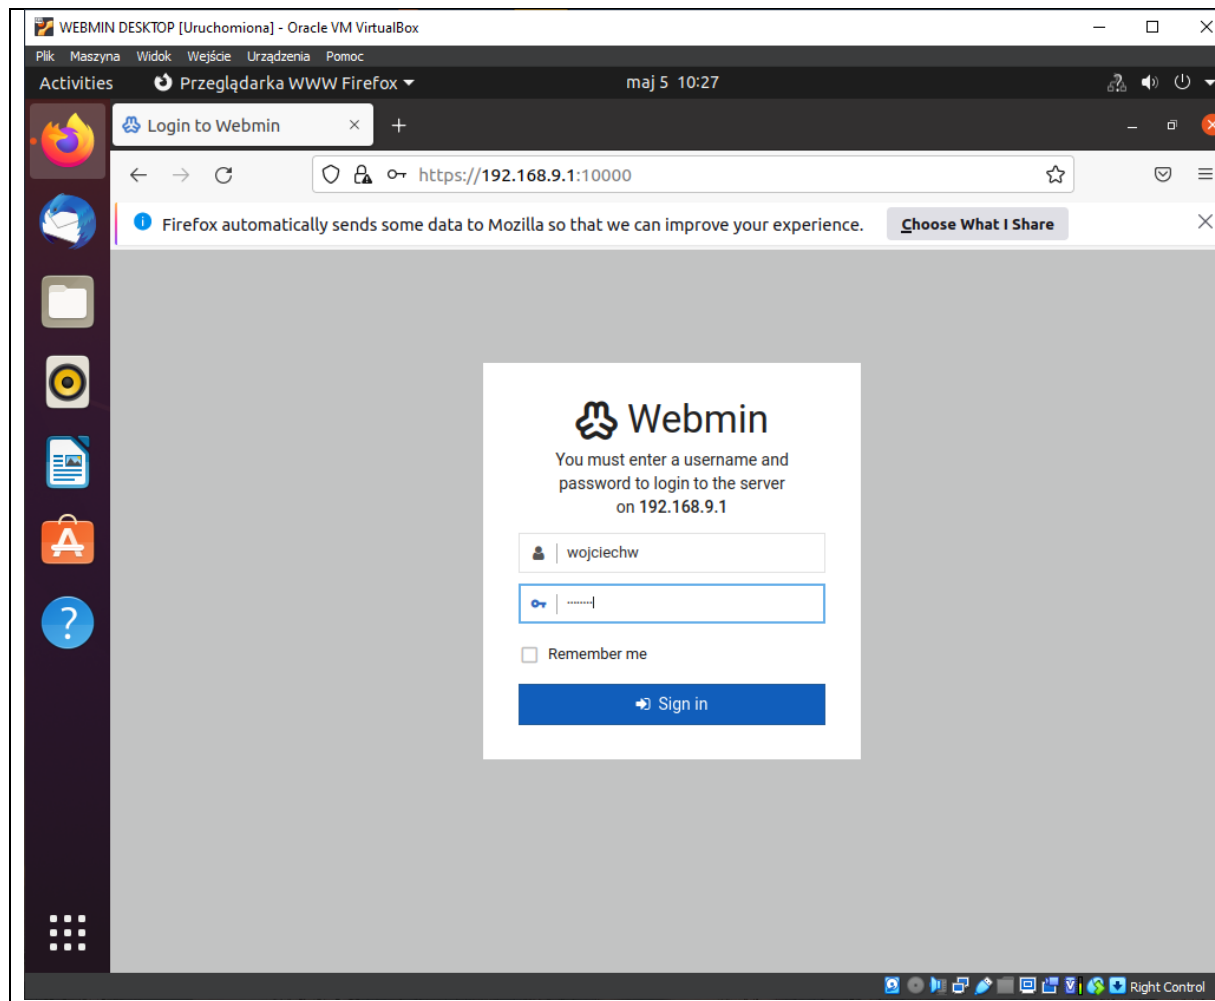 WEBMIN DESKTOP [Uruchomiona] - Oracle VM VirtualBox
Plik Maszyna Widok Wejście Urządzenia Pomoc
Activities Przeglądarka WWW Firefox maj 5 10:27
Login to Webmin
https://192.168.9.1:10000
Firefox automatically sends some data to Mozilla so that we can improve your experience. Choose What I Share
Webmin
You must enter a username and
password to login to the server
on 192.168.9.1
wojciechw
Remember me
Sign in
Right Control